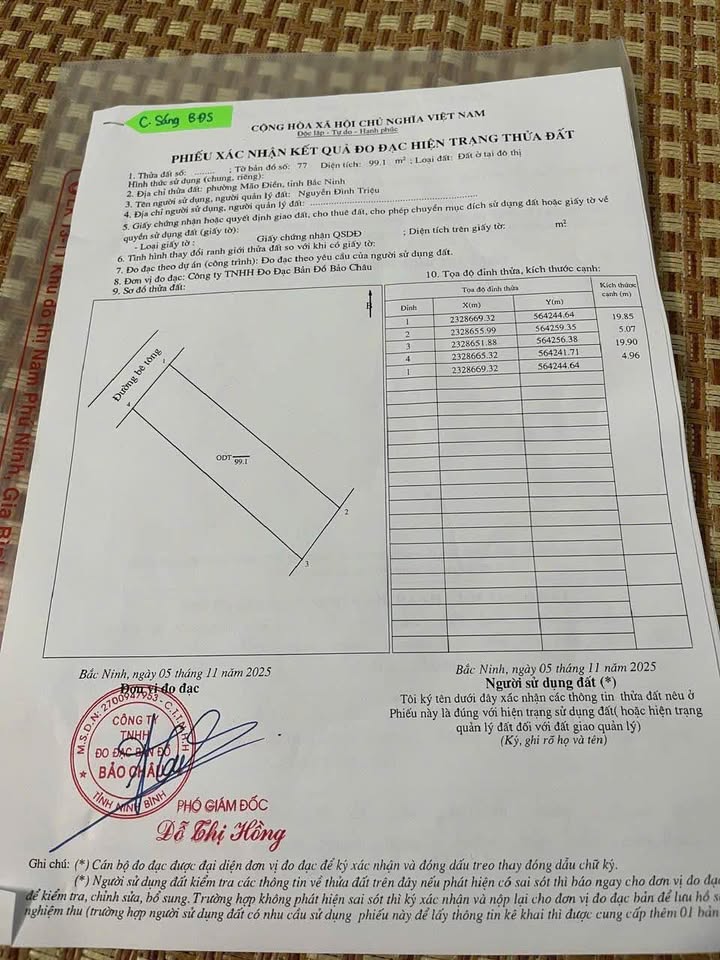 C. Sáng BĐS
CỘNG HÒA XÃ HỘI CHỦ NGHĨA VIỆT NAM
Độc lập - Tự do - Hạnh phúc
PHIẾU XÁC NHẬN KẾT QUẢ ĐO ĐẠC HIỆN TRẠNG THỬA ĐẤT
1. Thửa đất số: ........ ; Tờ bản đồ số: 77 Diện tích: 99.1 m² ; Loại đất: Đất ở tại đô thị
Hình thức sử dụng (chung, riêng):
2. Địa chỉ thửa đất: phường Mão Điền, tỉnh Bắc Ninh
3. Tên người sử dụng, người quản lý đất: Nguyễn Đình Triệu
4. Địa chỉ người sử dụng, người quản lý đất:
5. Giấy chứng nhận hoặc quyết định giao đất, cho thuê đất, cho phép chuyển mục đích sử dụng đất hoặc giấy tờ về
quyền sử dụng đất (giấy tờ):
- Loại giấy tờ : Giấy chứng nhận QSDĐ ; Diện tích trên giấy tờ: m²
6. Tình hình thay đổi ranh giới thửa đất so với khi có giấy tờ:
7. Đo đạc theo dự án (công trình): Đo đạc theo yêu cầu của người sử dụng đất.
8. Đơn vị đo đạc: Công ty TNHH Đo Đạc Bản Đồ Bảo Châu
9. Sơ đồ thửa đất:
10. Tọa độ đỉnh thửa, kích thước cạnh:
Đỉnh Tọa độ đỉnh thửa Kích thước cạnh (m)
X(m) Y(m)
1 2328669.32 564244.64
19.85
2 2328655.99 564259.35
5.07
3 2328651.88 564256.38
19.90
4 2328665.32 564241.71
4.96
1 2328669.32 564244.64
B
Đường bê tông
1
4
ODT 99.1
2
3
Bắc Ninh, ngày 05 tháng 11 năm 2025
Đơn vị đo đạc
M.S.D.N: 2700947953 - C.T.T.N.H.H
CÔNG TY
TNHH
ĐO ĐẠC BẢN ĐỒ
BẢO CHÂU
TỈNH NINH BÌNH
PHÓ GIÁM ĐỐC
Đỗ Thị Hồng
Bắc Ninh, ngày 05 tháng 11 năm 2025
Người sử dụng đất (*)
Tôi ký tên dưới đây xác nhận các thông tin thửa đất nêu ở
Phiếu này là đúng với hiện trạng sử dụng đất( hoặc hiện trạng
quản lý đất đối với đất giao quản lý)
(Ký, ghi rõ họ và tên)
Ghi chú: (*) Cán bộ đo đạc được đại diện đơn vị đo đạc để ký xác nhận và đóng dấu treo thay đóng dấu chữ ký.
(*) Người sử dụng đất kiểm tra các thông tin về thửa đất trên đây nếu phát hiện có sai sót thì báo ngay cho đơn vị đo đạc
để kiểm tra, chỉnh sửa, bổ sung. Trường hợp không phát hiện sai sót thì ký xác nhận và nộp lại cho đơn vị đo đạc bản để lưu hồ s
nghiệm thu (trường hợp người sử dụng đất có nhu cầu sử dụng phiếu này để lấy thông tin kê khai thì được cung cấp thêm 01 bản
Khu đô thị Nam Phú Ninh, Gia Bì